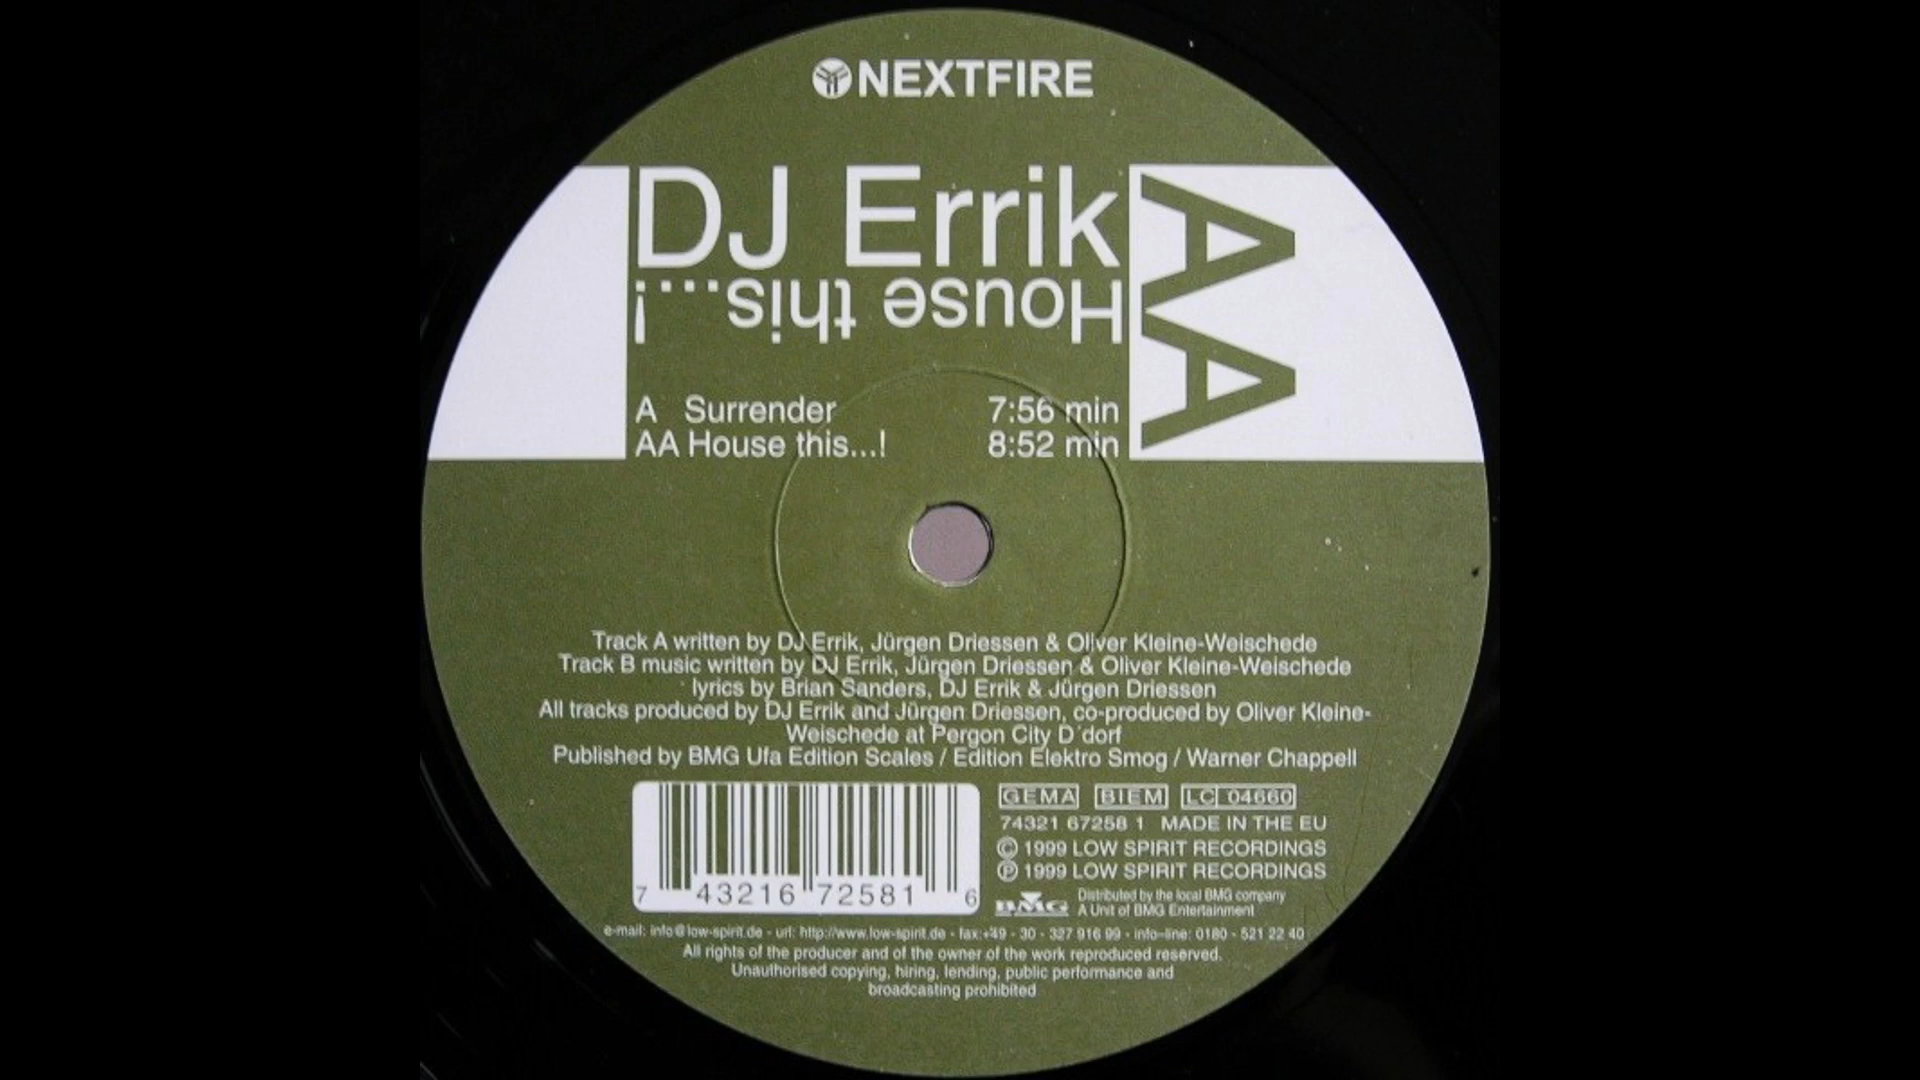 NEXTFIRE
DJ Errik
House this....!
AA
A Surrender 7:56 min
AA House this...! 8:52 min
Track A written by DJ Errik, Jürgen Driessen & Oliver Kleine-Weischede
Track B music written by DJ Errik, Jürgen Driessen & Oliver Kleine-Weischede
lyrics by Brian Sanders, DJ Errik & Jürgen Driessen
All tracks produced by DJ Errik and Jürgen Driessen, co-produced by Oliver Kleine-
Weischede at Pergon City D´dorf
Published by BMG Ufa Edition Scales / Edition Elektro Smog / Warner Chappell
GEMA BIEM LC 04660
74321 67258 1 MADE IN THE EU
© 1999 LOW SPIRIT RECORDINGS
℗ 1999 LOW SPIRIT RECORDINGS
BMG Distributed by the local BMG company
A Unit of BMG Entertainment
7 43216 72581 6
e-mail: info@low-spirit.de - url: http://www.low-spirit.de - fax:+49 - 30 - 327 916 99 - info-line: 0180 - 521 22 40
All rights of the producer and of the owner of the work reproduced reserved.
Unauthorised copying, hiring, lending, public performance and
broadcasting prohibited